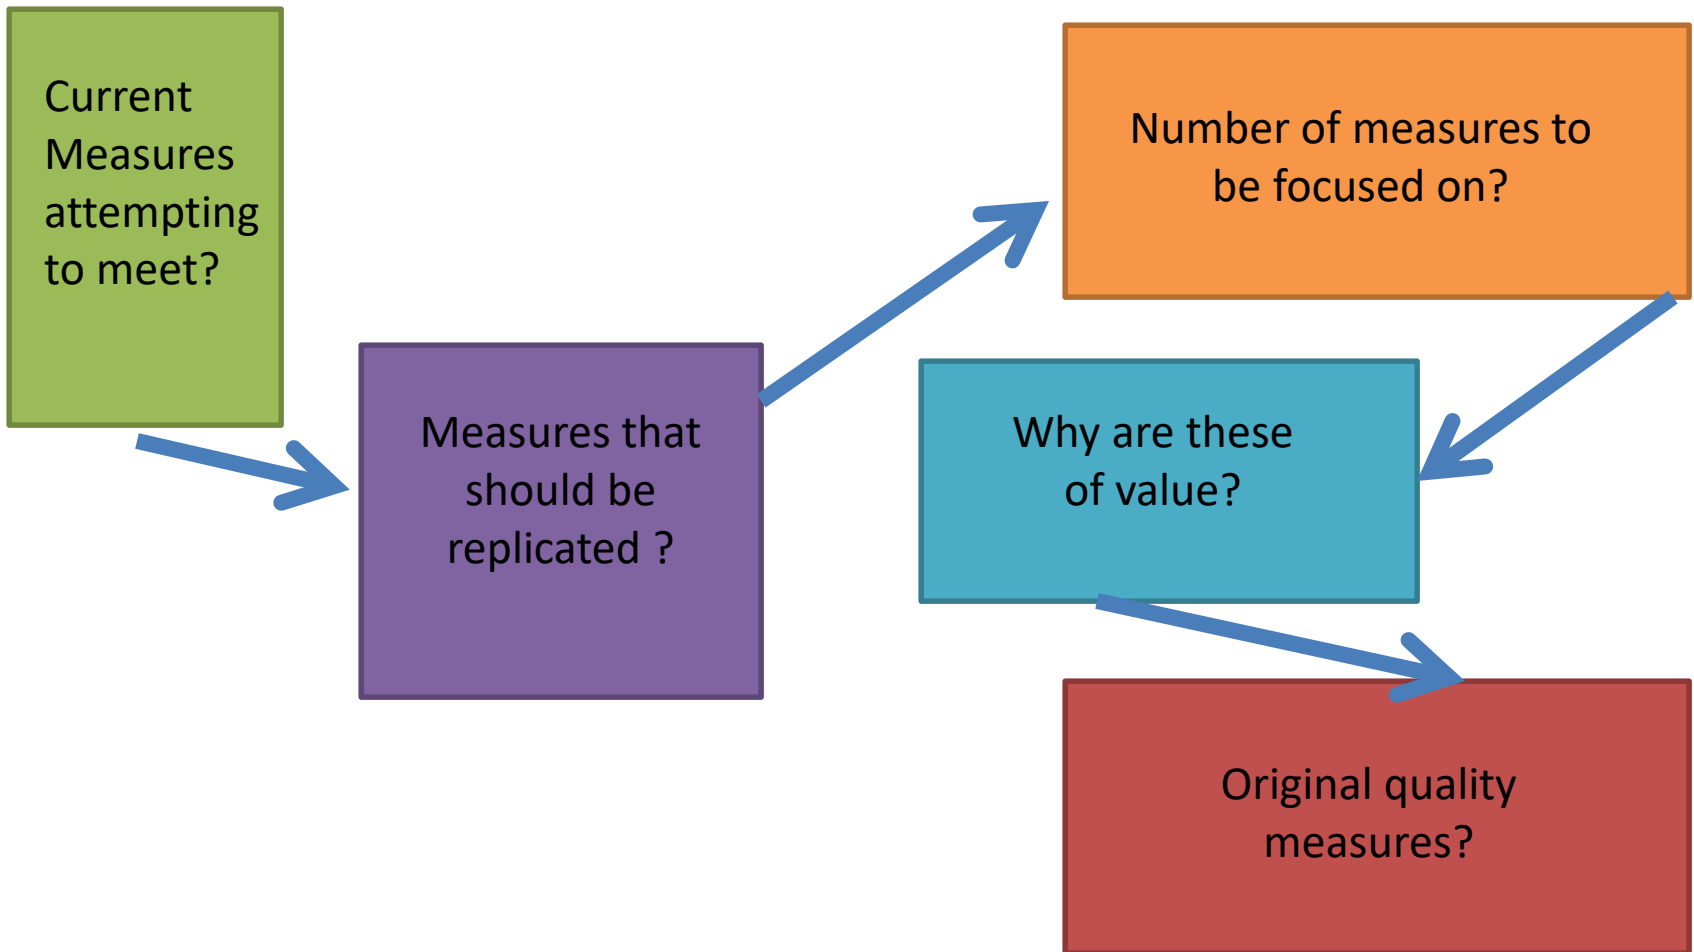 Current
Measures
attempting
to meet?
Measures that
should be
replicated ?
Number of measures to
be focused on?
Why are these
of value?
Original quality
measures?